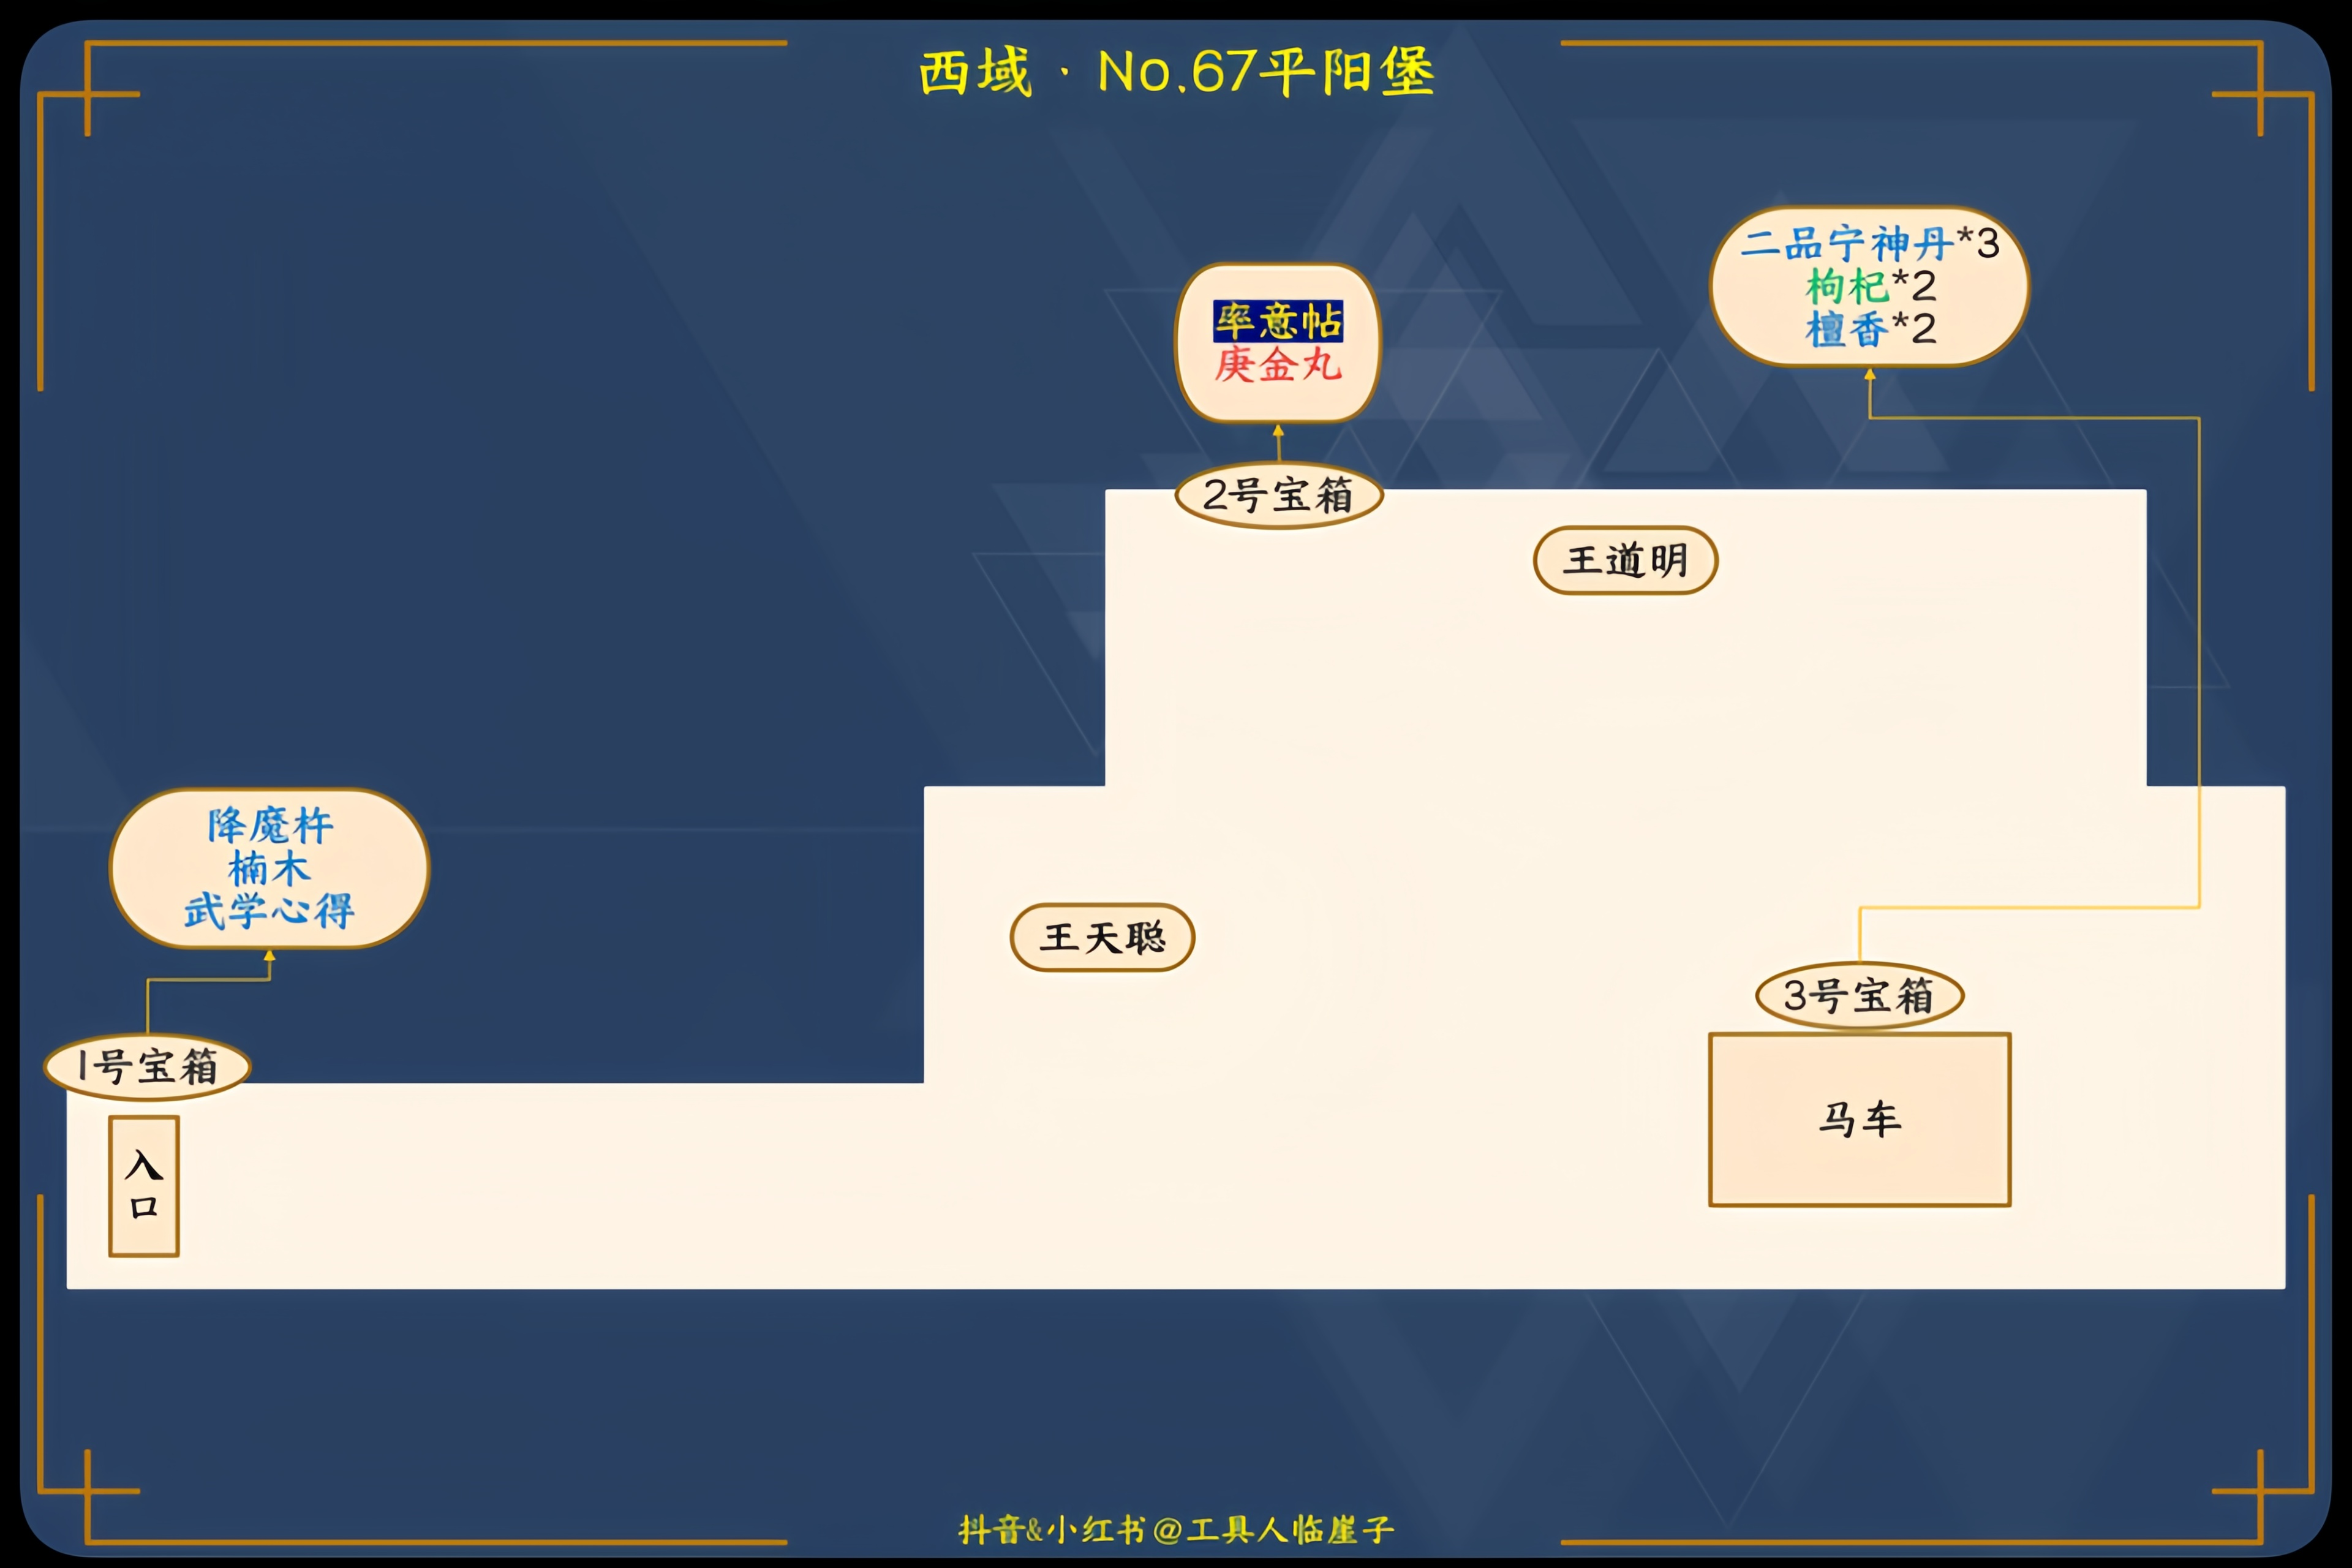 西域 · No.67平阳堡
二品宁神丹*3
枸杞*2
檀香*2
率意帖
庚金丸
2号宝箱
王道明
降魔杵
楠木
武学心得
王天聪
3号宝箱
1号宝箱
马车
入
口
抖音&小红书@工具人临崖子